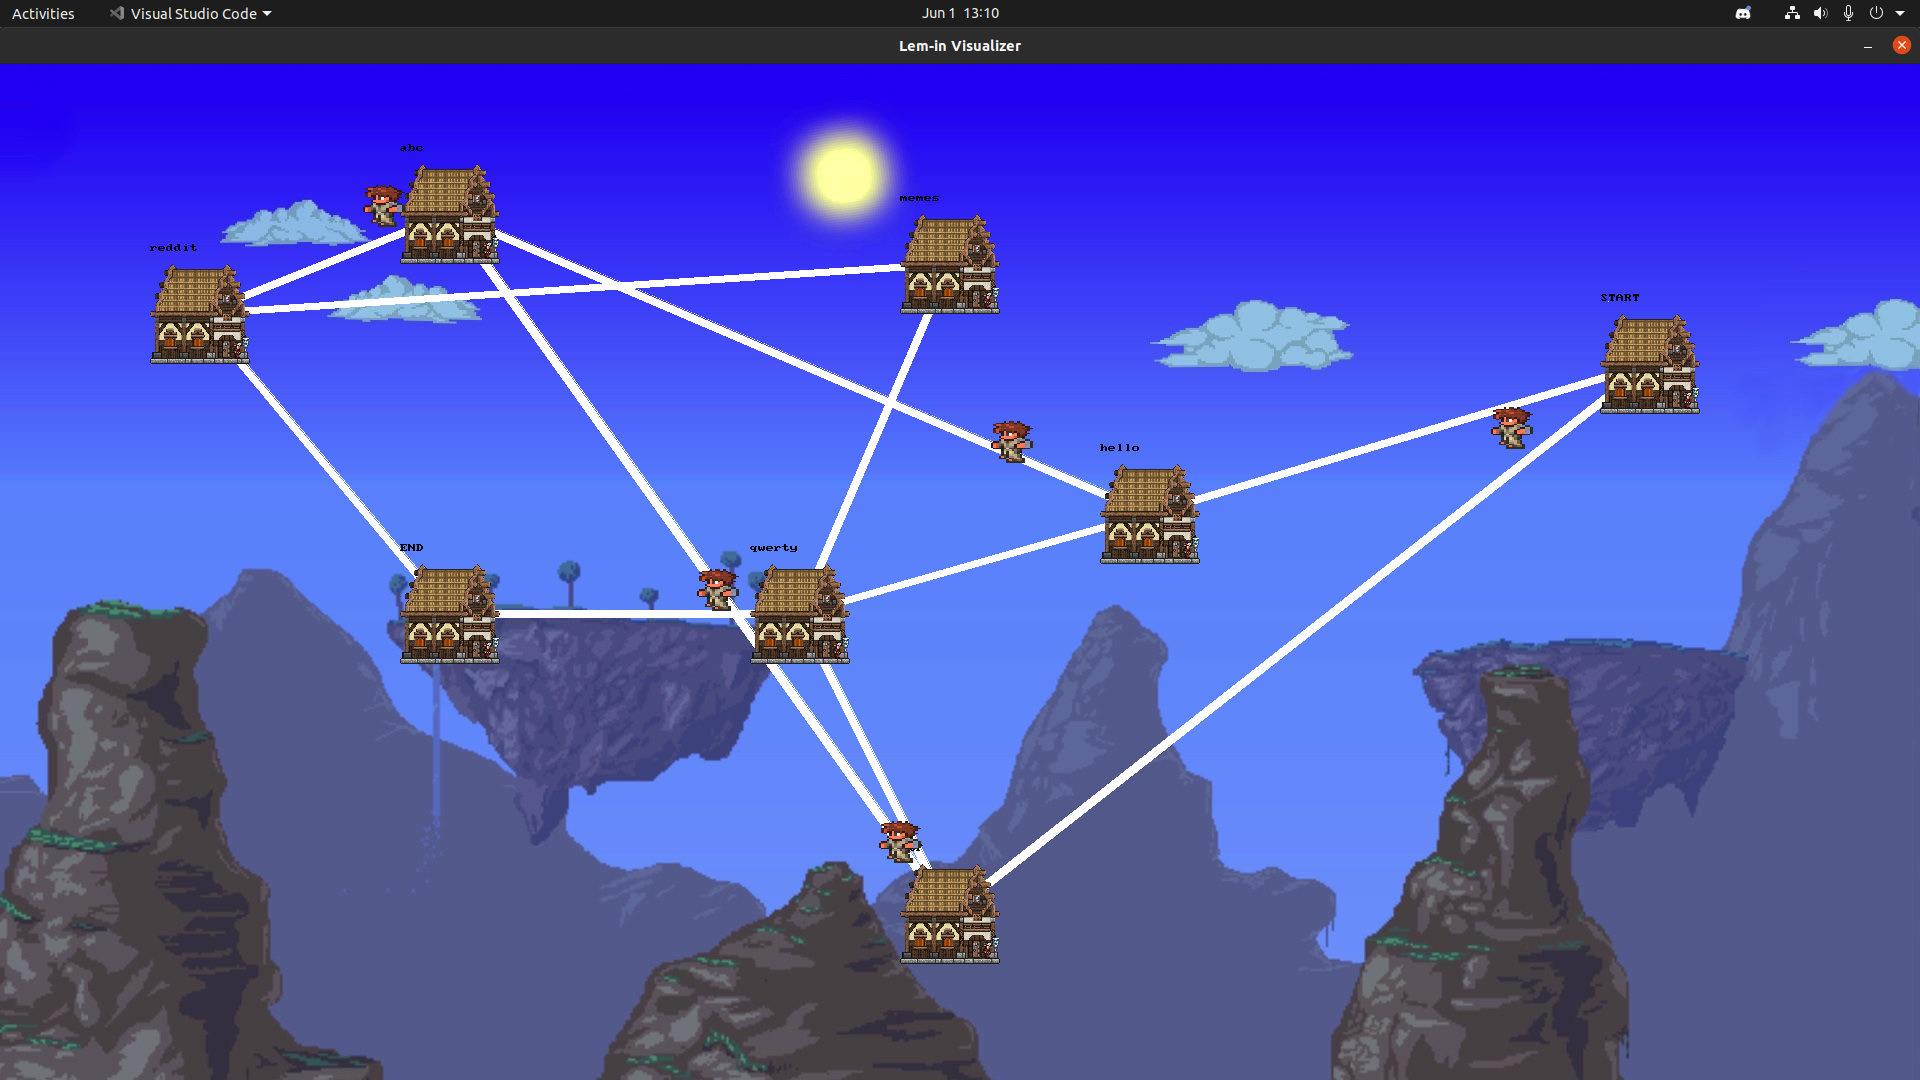 Activities
Visual Studio Code
Jun 1 13:10
Lem-in Visualizer
abc
memes
reddit
START
hello
END
qwerty